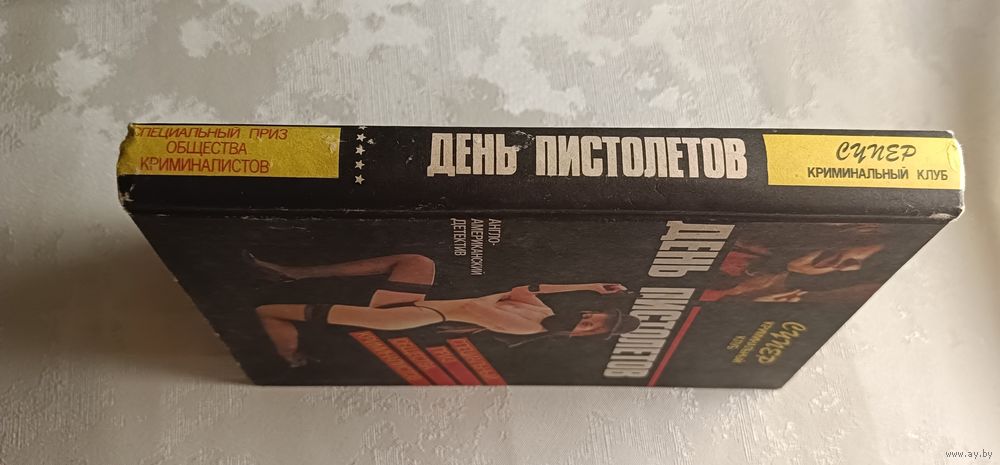 СПЕЦИАЛЬНЫЙ ПРИЗ
ОБЩЕСТВА
КРИМИНАЛИСТОВ
ДЕНЬ ПИСТОЛЕТОВ
СУПЕР
КРИМИНАЛЬНЫЙ КЛУБ
АНГЛО-
АМЕРИКАНСКИЙ
ДЕТЕКТИВ
ДЕНЬ ПИСТОЛЕТОВ
СУПЕР
КРИМИНАЛЬНЫЙ
КЛУБ
www.ay.by